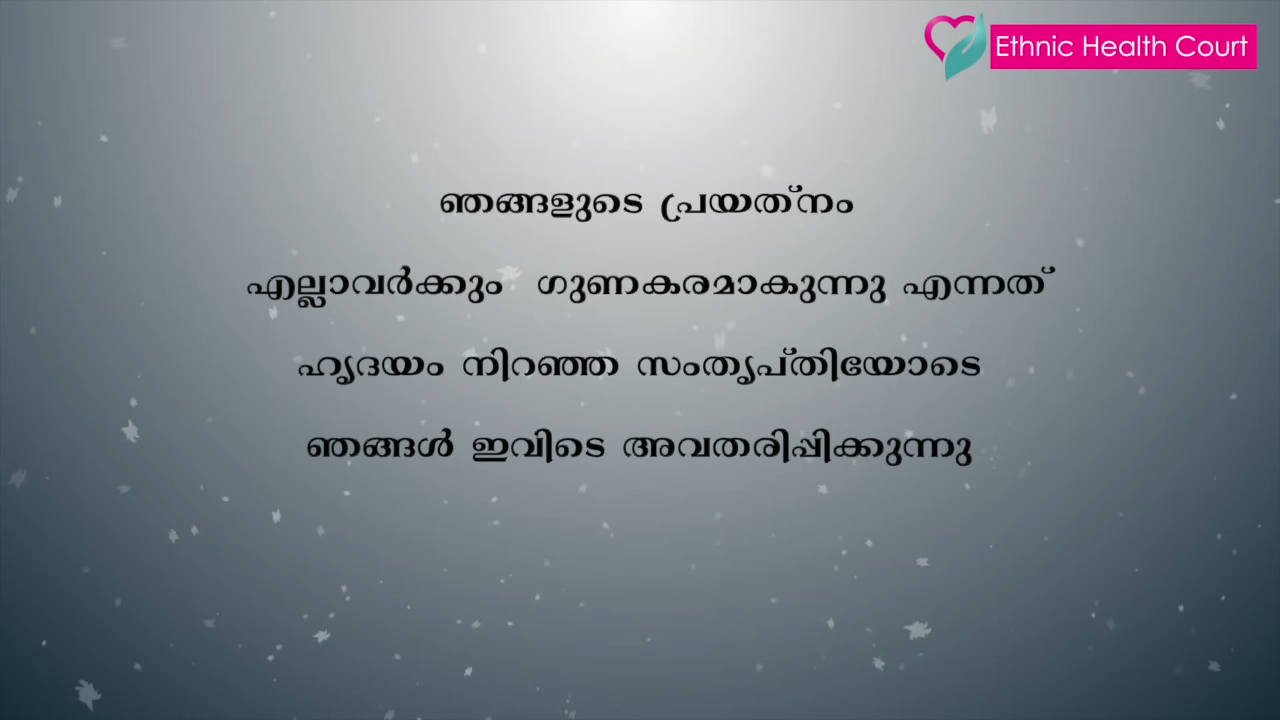 Ethnic Health Court
ഞങ്ങളുടെ പ്രയത്നം
എല്ലാവർക്കും ഗുണകരമാകുന്നു എന്നത്
ഹൃദയം നിറഞ്ഞ സംതൃപ്തിയോടെ
ഞങ്ങൾ ഇവിടെ അവതരിപ്പിക്കുന്നു